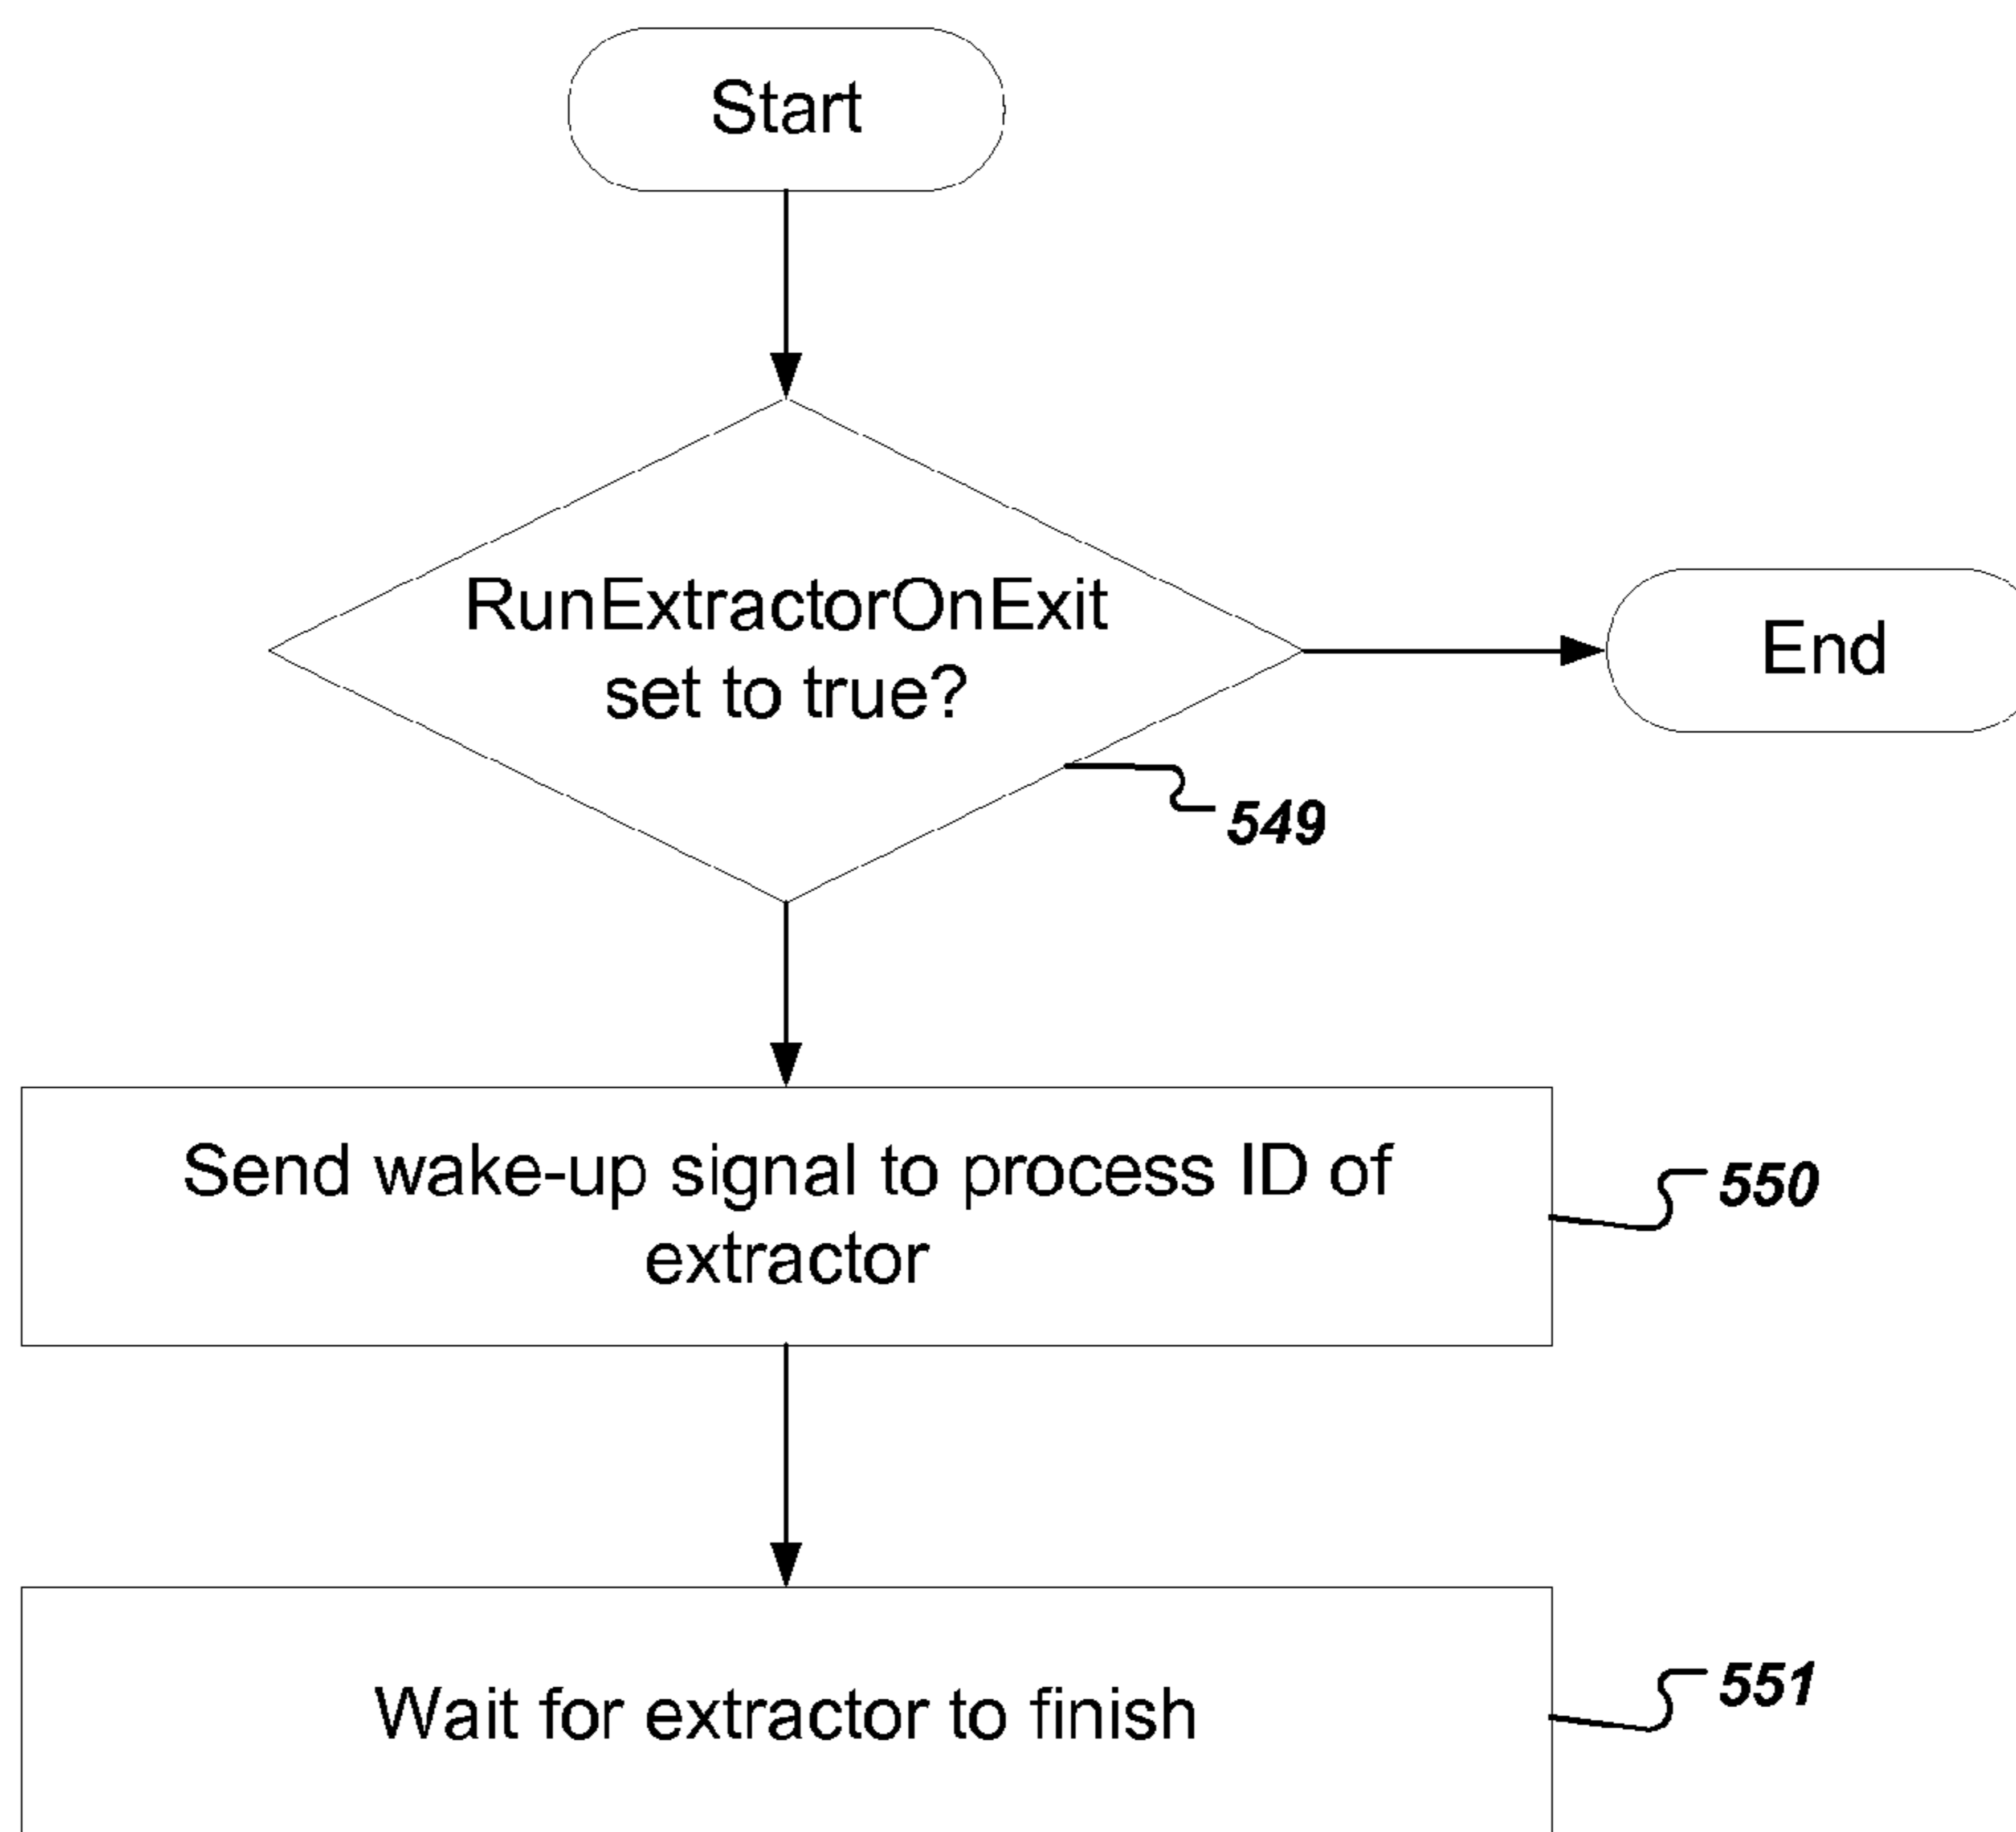 Start
RunExtractorOnExit
set to true?
End
549
Send wake-up signal to process ID of
extractor
550
Wait for extractor to finish
551